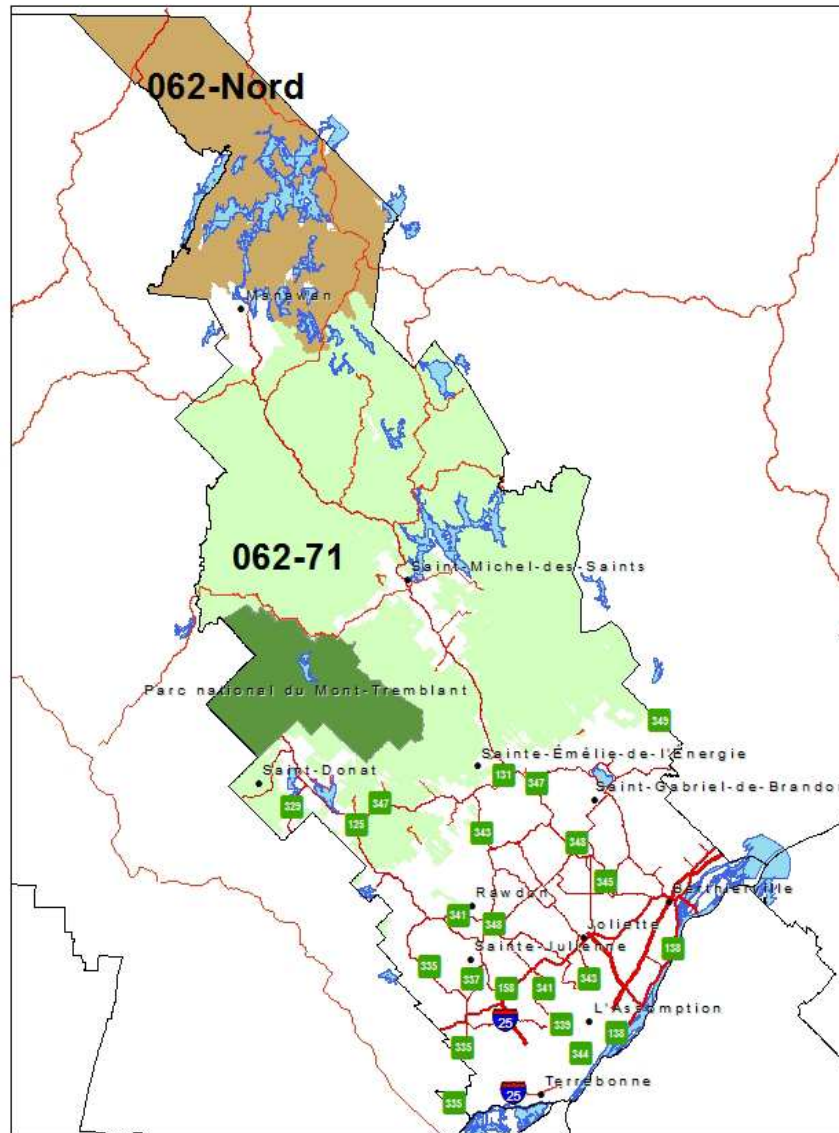 062-Nord
Manawan
062-71
Saint-Michel-des-Saints
Parc national du Mont-Tremblant
349
Sainte-Émélie-de-l'Energie
131
347
Saint-Donat
Saint-Gabriel-de-Brandon
329
347
125
343
348
345
Rawdon
Berthierville
341
348
Joliette
138
Sainte-Julienne
335
337
158
341
343
25
339
L'Assomption
138
335
344
25
Terrebonne
335